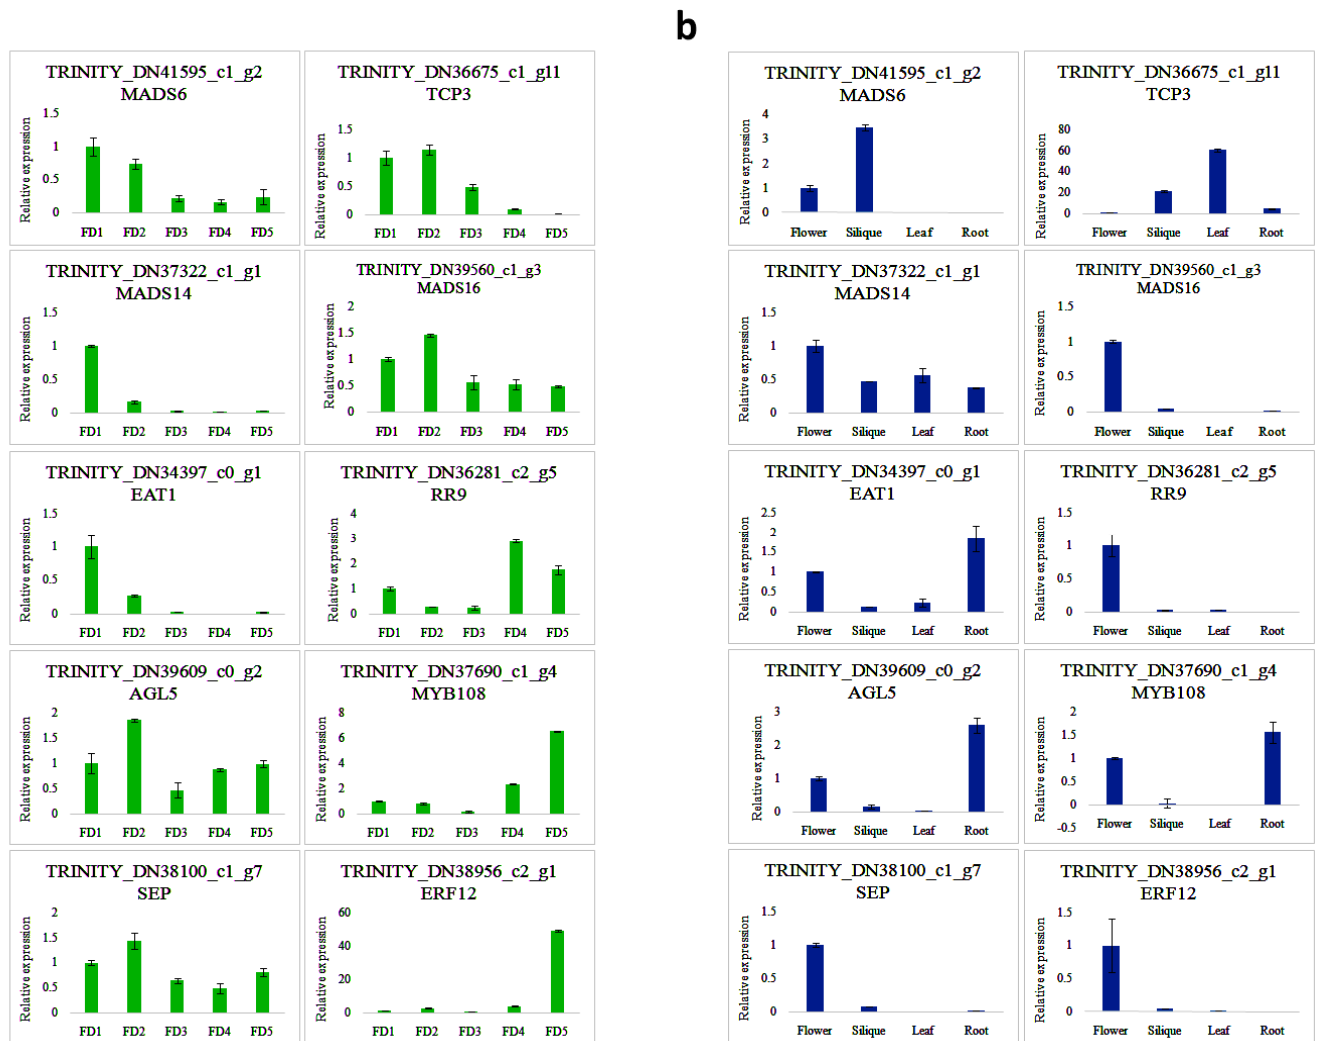 b
TRINITY_DN41595_c1_g2
MADS6
1.5
1
0.5
0
Relative expression
FD1 FD2 FD3 FD4 FD5
TRINITY_DN36675_c1_g11
TCP3
1.5
1
0.5
0
Relative expression
FD1 FD2 FD3 FD4 FD5
TRINITY_DN37322_c1_g1
MADS14
1.5
1
0.5
0
Relative expression
FD1 FD2 FD3 FD4 FD5
TRINITY_DN39560_c1_g3
MADS16
2
1.5
1
0.5
0
Relative expression
FD1 FD2 FD3 FD4 FD5
TRINITY_DN34397_c0_g1
EAT1
1.5
1
0.5
0
Relative expression
FD1 FD2 FD3 FD4 FD5
TRINITY_DN36281_c2_g5
RR9
4
3
2
1
0
Relative expression
FD1 FD2 FD3 FD4 FD5
TRINITY_DN39609_c0_g2
AGL5
2
1.5
1
0.5
0
Relative expression
FD1 FD2 FD3 FD4 FD5
TRINITY_DN37690_c1_g4
MYB108
8
6
4
2
0
Relative expression
FD1 FD2 FD3 FD4 FD5
TRINITY_DN38100_c1_g7
SEP
2
1.5
1
0.5
0
Relative expression
FD1 FD2 FD3 FD4 FD5
TRINITY_DN38956_c2_g1
ERF12
60
40
20
0
Relative expression
FD1 FD2 FD3 FD4 FD5
TRINITY_DN41595_c1_g2
MADS6
4
3
2
1
0
Relative expression
Flower Silique Leaf Root
TRINITY_DN36675_c1_g11
TCP3
80
60
40
20
0
Relative expression
Flower Silique Leaf Root
TRINITY_DN37322_c1_g1
MADS14
1.5
1
0.5
0
Relative expression
Flower Silique Leaf Root
TRINITY_DN39560_c1_g3
MADS16
1.5
1
0.5
0
Relative expression
Flower Silique Leaf Root
TRINITY_DN34397_c0_g1
EAT1
2.5
2
1.5
1
0.5
0
Relative expression
Flower Silique Leaf Root
TRINITY_DN36281_c2_g5
RR9
1.5
1
0.5
0
Relative expression
Flower Silique Leaf Root
TRINITY_DN39609_c0_g2
AGL5
3
2
1
0
Relative expression
Flower Silique Leaf Root
TRINITY_DN37690_c1_g4
MYB108
2
1.5
1
0.5
0
-0.5
Relative expression
Flower Silique Leaf Root
TRINITY_DN38100_c1_g7
SEP
1.5
1
0.5
0
Relative expression
Flower Silique Leaf Root
TRINITY_DN38956_c2_g1
ERF12
1.5
1
0.5
0
Relative expression
Flower Silique Leaf Root